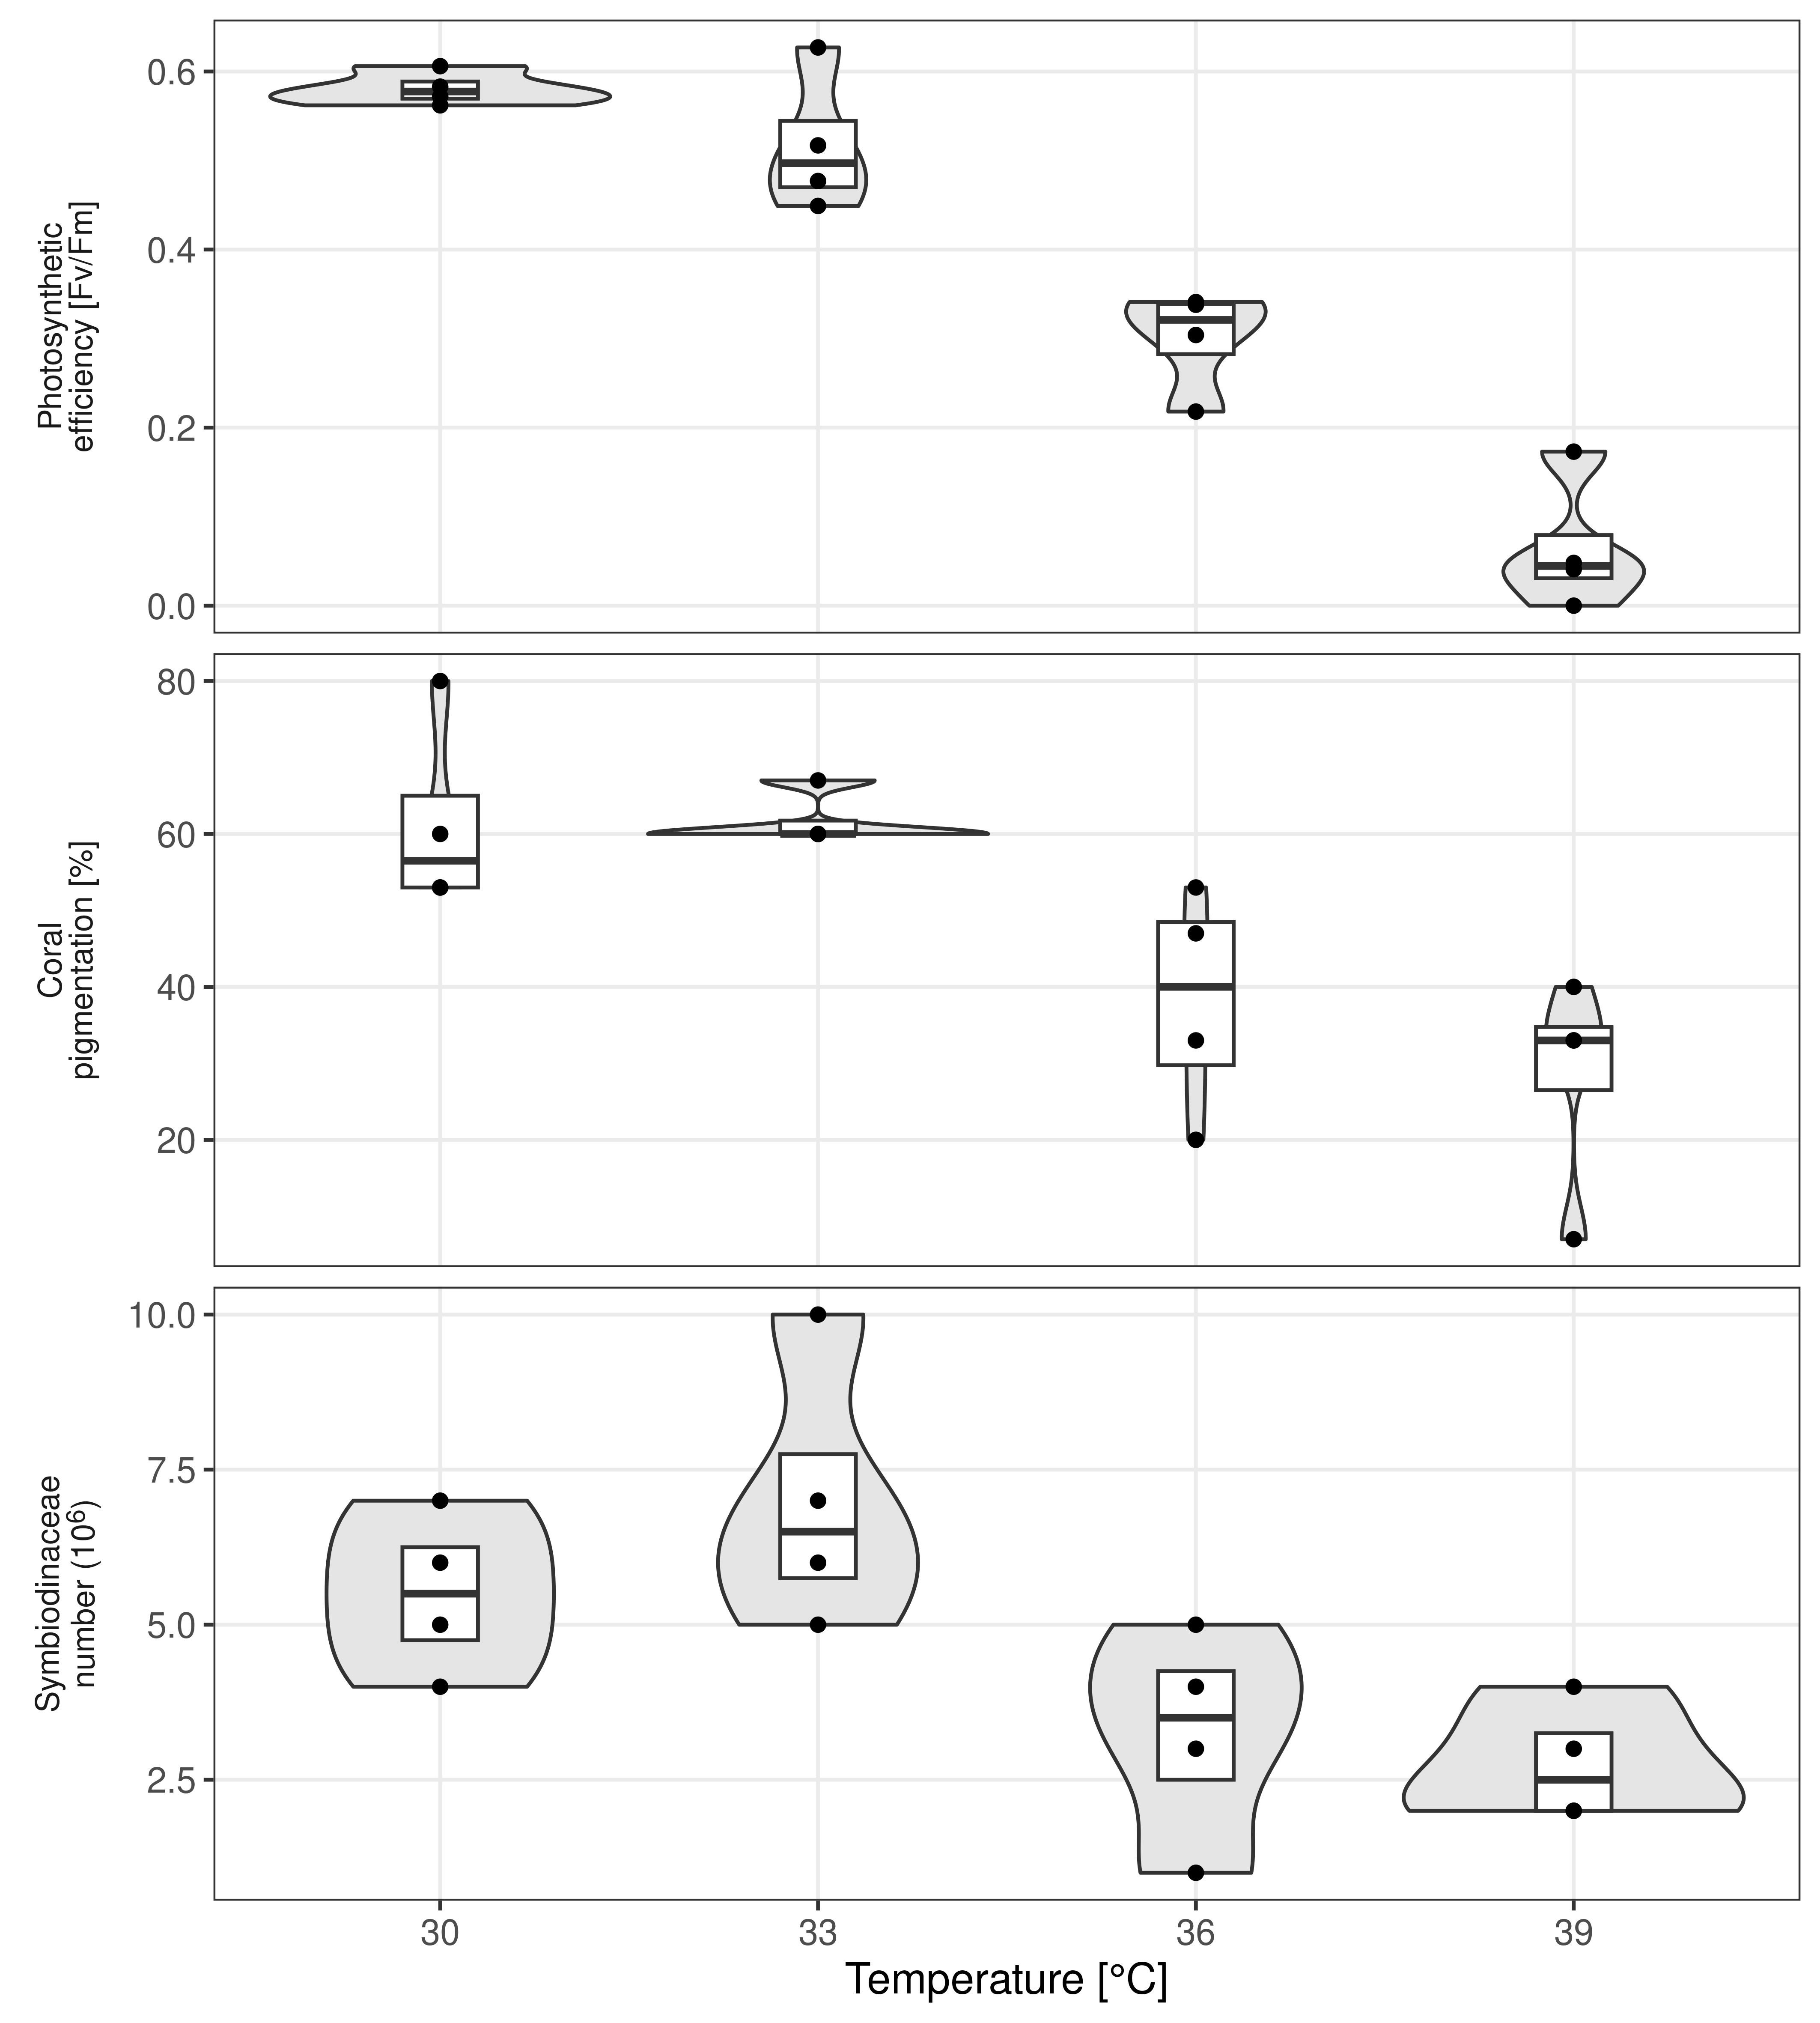 Photosynthetic
efficiency [Fv/Fm]
0.6
0.4
0.2
0.0
Coral
pigmentation [%]
80
60
40
20
Symbiodinaceae
number (10⁶)
10.0
7.5
5.0
2.5
30 33 36 39
Temperature [°C]